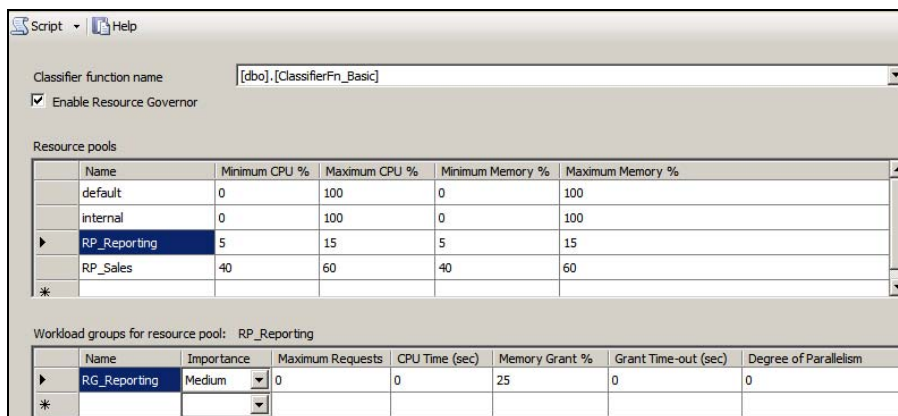 Script Help
Classifier function name [dbo].[ClassifierFn_Basic]
Enable Resource Governor
Resource pools
Name Minimum CPU % Maximum CPU % Minimum Memory % Maximum Memory %
default 0 100 0 100
internal 0 100 0 100
RP_Reporting 5 15 5 15
RP_Sales 40 60 40 60
*
Workload groups for resource pool: RP_Reporting
Name Importance Maximum Requests CPU Time (sec) Memory Grant % Grant Time-out (sec) Degree of Parallelism
RG_Reporting Medium 0 0 25 0 0
*